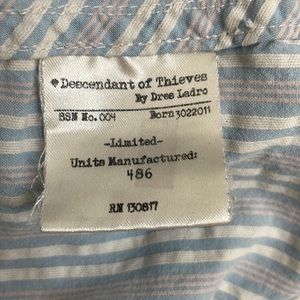 Descendant of Thieves
By Dres Ladro
SSN No. 004 Born 3022011
-Limited-
Units Manufactured:
486
RN 130817